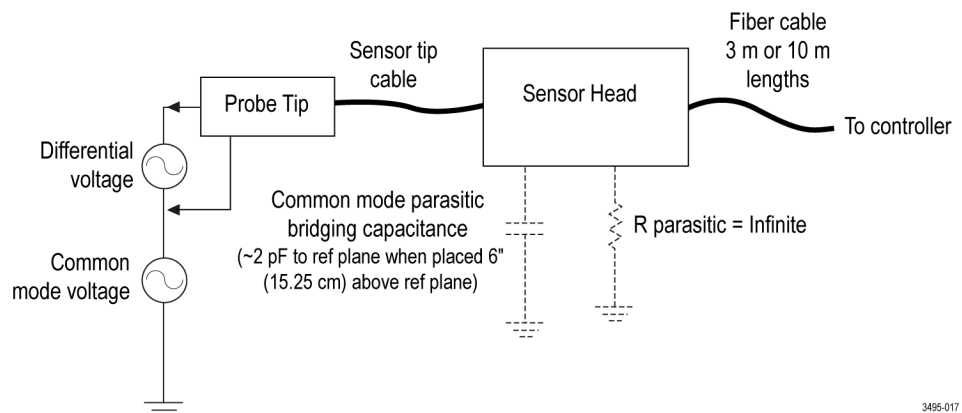 Fiber cable
3 m or 10 m
lengths
Sensor tip
cable
Sensor Head
Probe Tip
To controller
Differential
voltage
Common mode parasitic
bridging capacitance
(~2 pF to ref plane when placed 6"
(15.25 cm) above ref plane)
R parasitic = Infinite
Common
mode voltage
3495-017